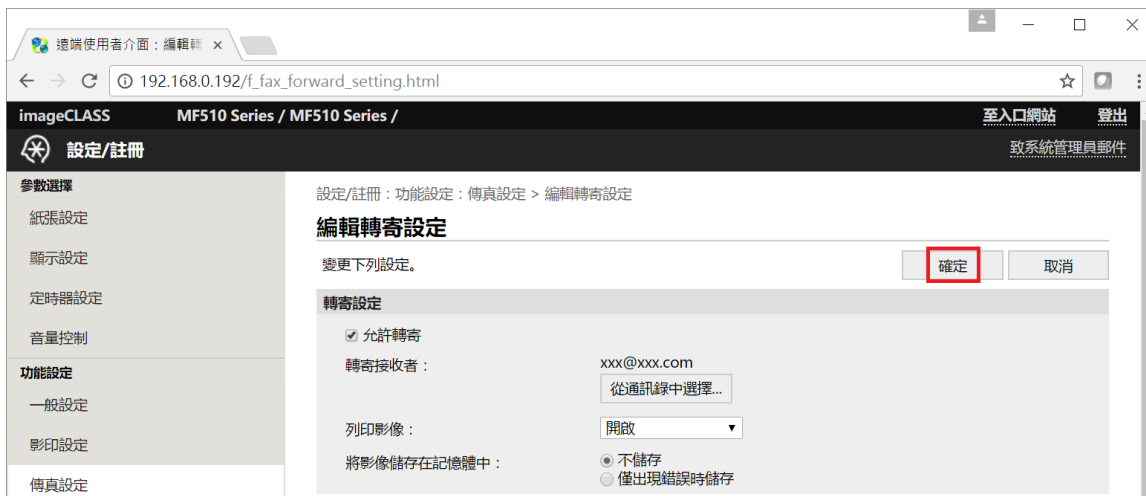 遠端使用者介面：編輯轉
192.168.0.192/f_fax_forward_setting.html
imageCLASS MF510 Series / MF510 Series / 至入口網站 登出
設定/註冊 致系統管理員郵件
參數選擇
紙張設定
顯示設定
定時器設定
音量控制
功能設定
一般設定
影印設定
傳真設定
設定/註冊：功能設定：傳真設定 > 編輯轉寄設定
編輯轉寄設定
變更下列設定。 確定 取消
轉寄設定
允許轉寄
轉寄接收者： xxx@xxx.com
從通訊錄中選擇...
列印影像： 開啟
將影像儲存在記憶體中： 不儲存
僅出現錯誤時儲存